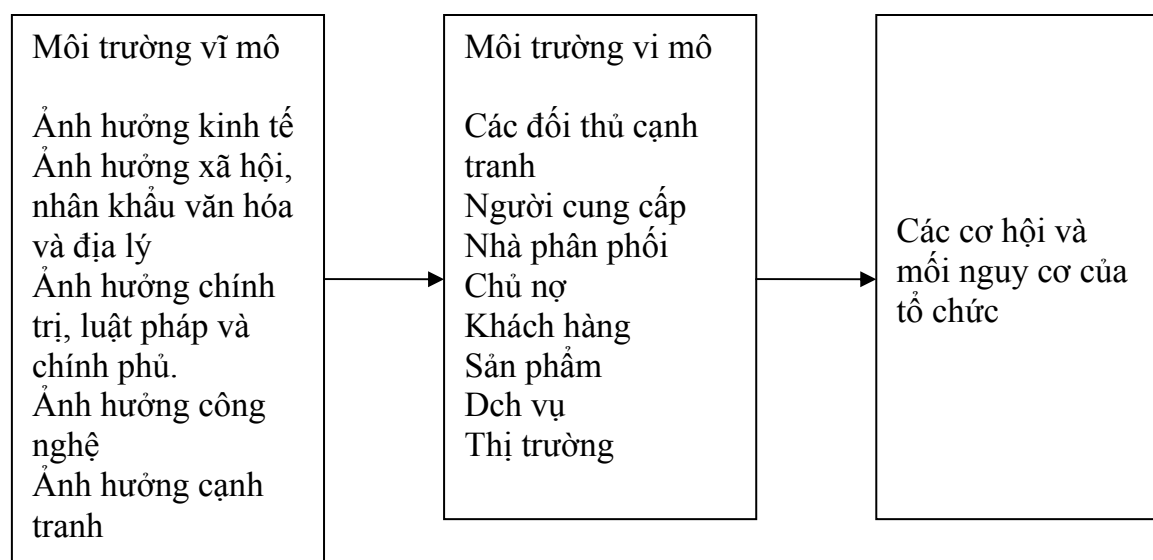 Môi trường vĩ mô
Ảnh hưởng kinh tế
Ảnh hưởng xã hội,
nhân khẩu văn hóa
và địa lý
Ảnh hưởng chính
trị, luật pháp và
chính phủ.
Ảnh hưởng công
nghệ
Ảnh hưởng cạnh
tranh
Môi trường vi mô
Các đối thủ cạnh
tranh
Người cung cấp
Nhà phân phối
Chủ nợ
Khách hàng
Sản phẩm
Dch vụ
Thị trường
Các cơ hội và
mối nguy cơ của
tổ chức